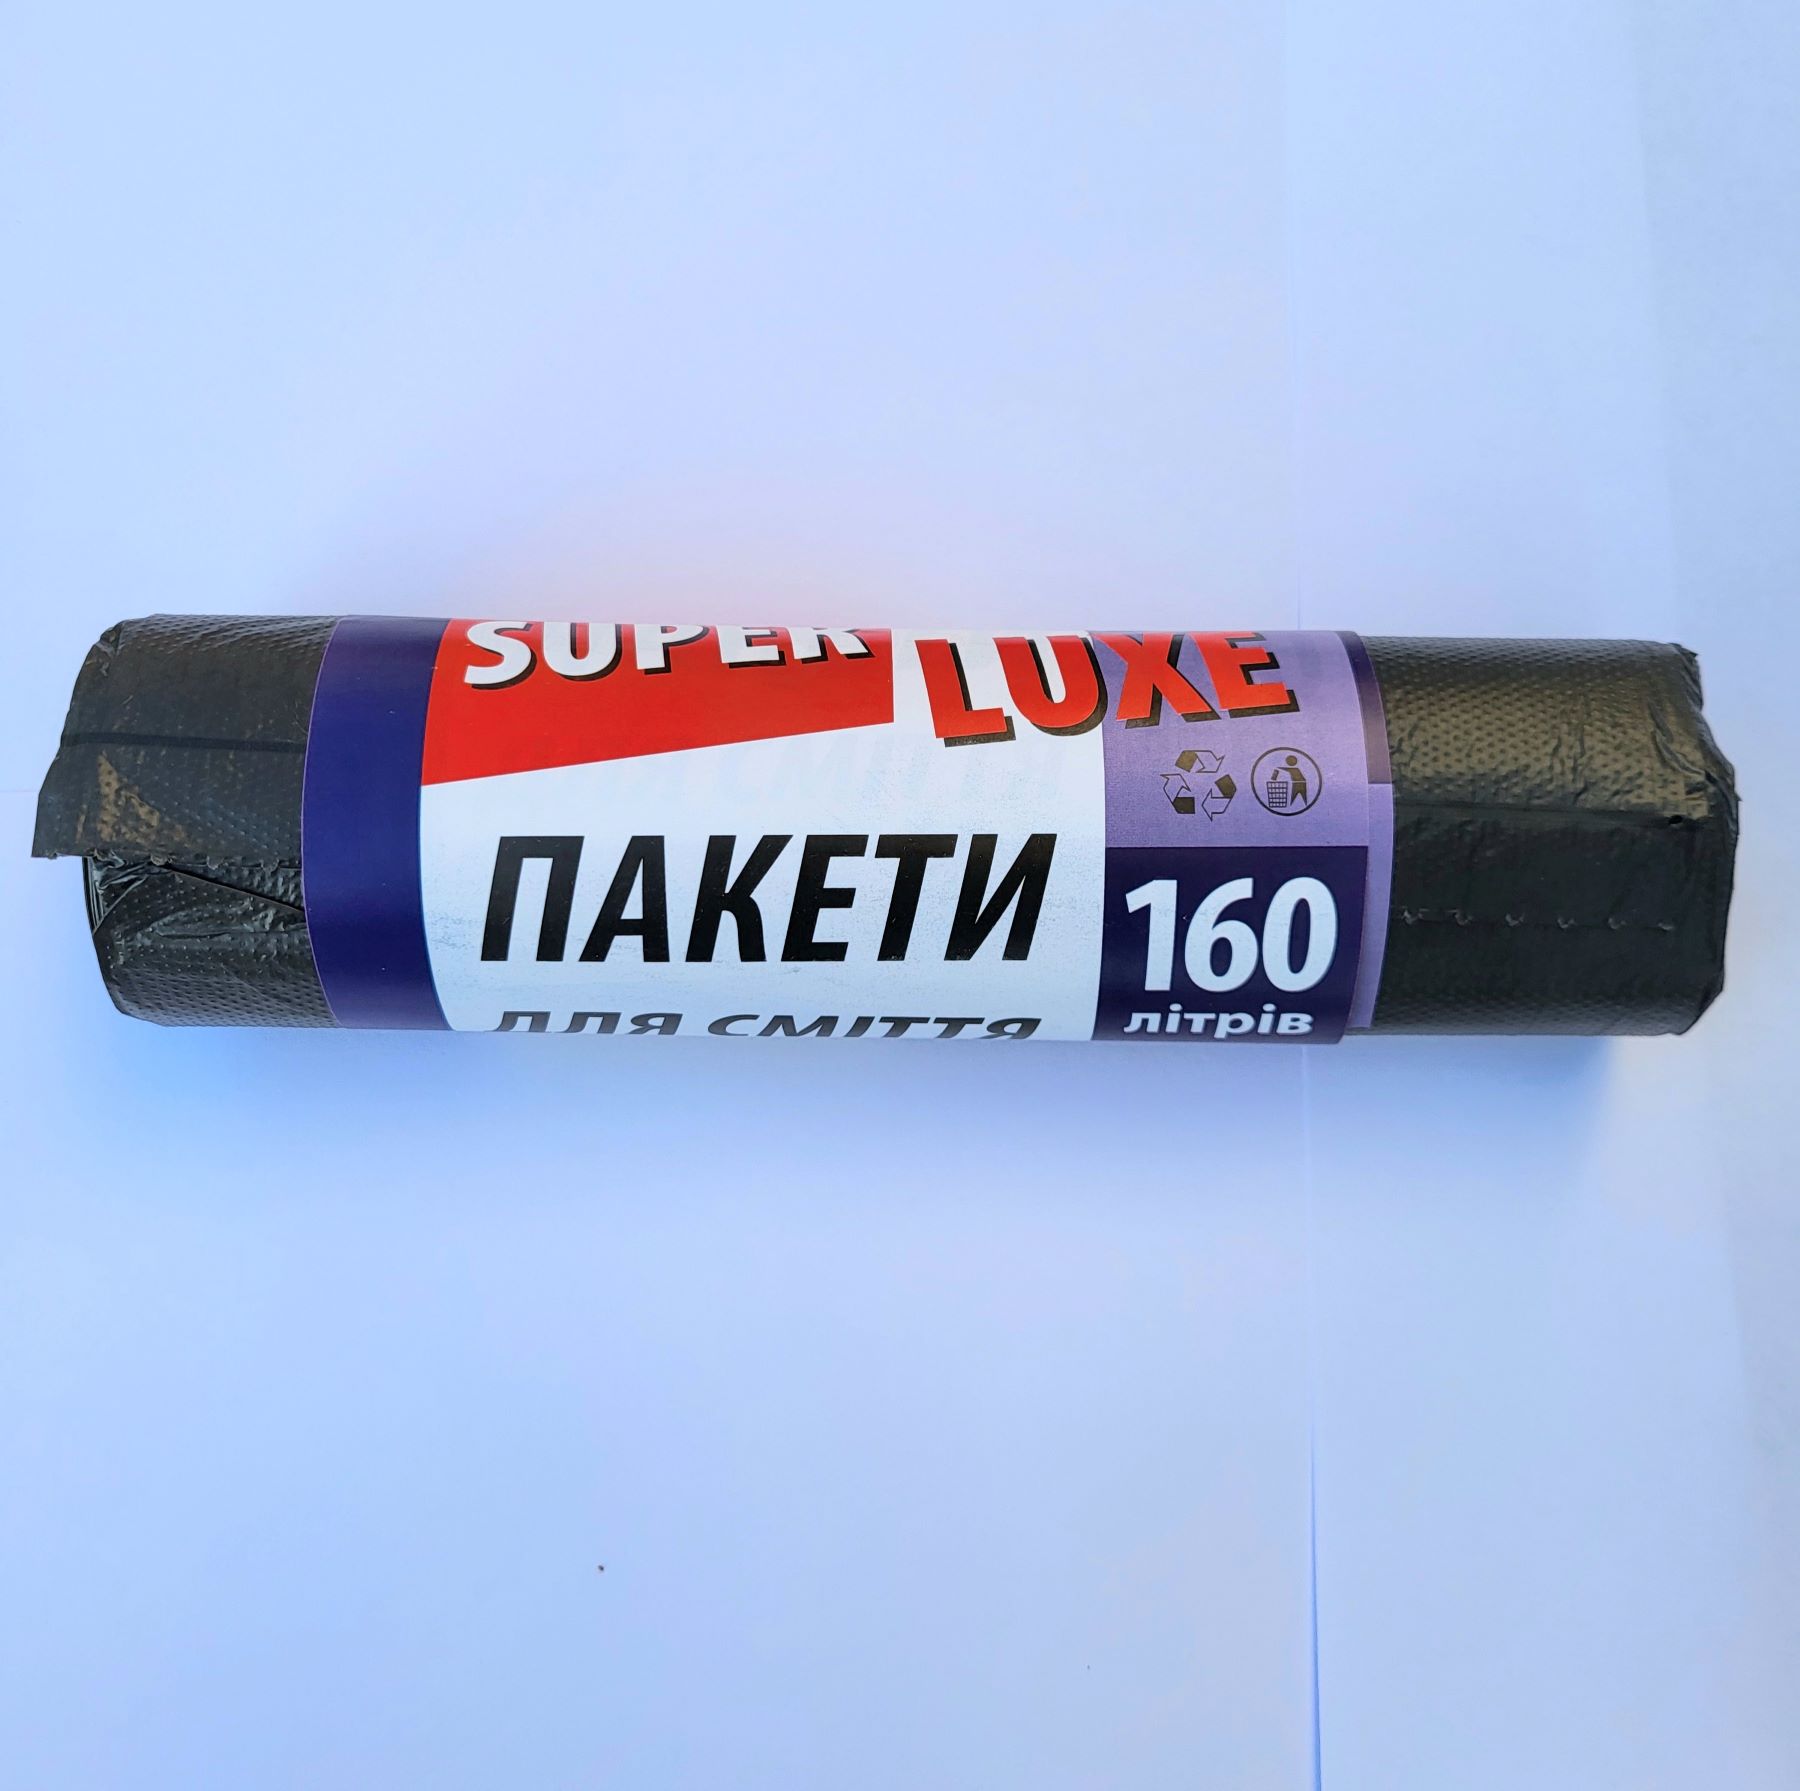 SUPER LUXE
ПАКЕТИ
ДЛЯ СМІТТЯ
160
літрів